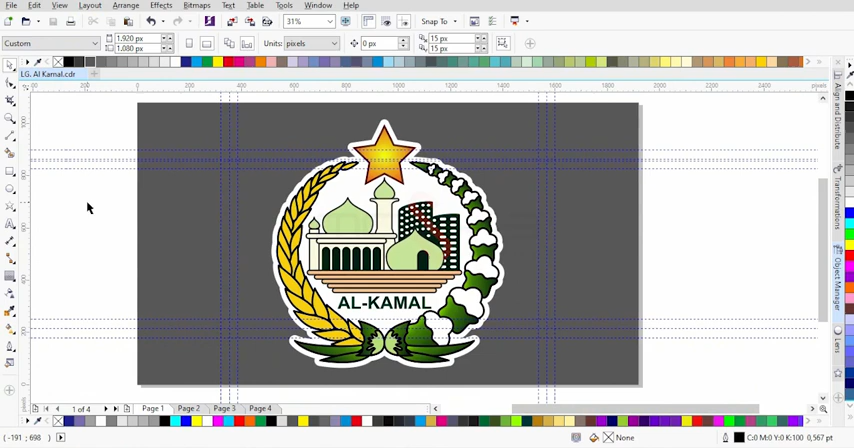 File Edit View Layout Arrange Effects Bitmaps Text Table Tools Window Help
31% Snap To
Custom 1.920 px Units: pixels 0 px 15 px
1.080 px 15 px
LG. Al Kamal.cdr
0 200 400 600 800 1000 1200 1400 1600 1800 2000 2200 2400 pixels
Align and Distribute
Transformations
Object Manager
Lens
AL-KAMAL
1 of 4 Page 1 Page 2 Page 3 Page 4
(-191 ; 698 ) None C:0 M:0 Y:0 K:100 0,567 pt